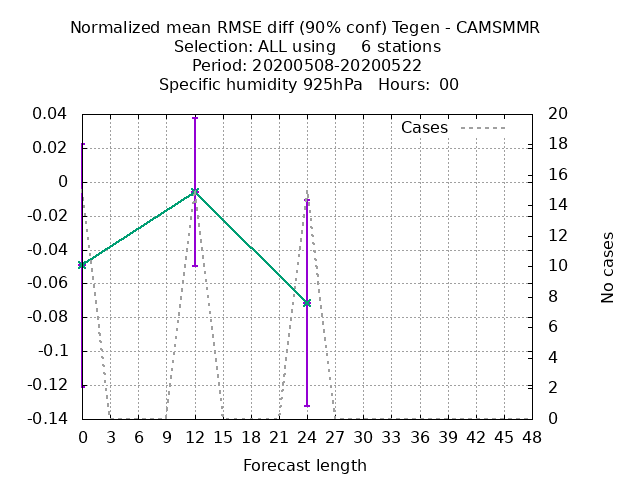 Normalized mean RMSE diff (90% conf) Tegen - CAMSMMR
Selection: ALL using     6 stations
Period: 20200508-20200522
Specific humidity 925hPa   Hours:  00
Cases
0.04
0.02
0
-0.02
-0.04
-0.06
-0.08
-0.1
-0.12
-0.14
20
18
16
14
12
10
8
6
4
2
0
No cases
0 3 6 9 12 15 18 21 24 27 30 33 36 39 42 45 48
Forecast length